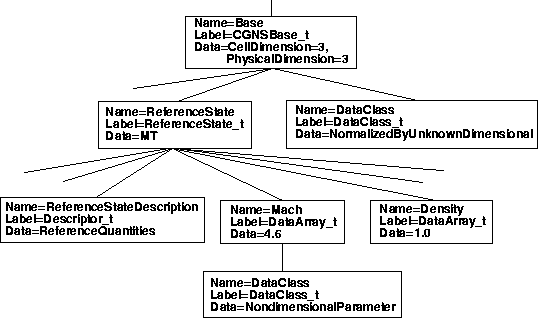 Name=Base
Label=CGNSBase_t
Data=CellDimension=3,
PhysicalDimension=3
Name=ReferenceState
Label=ReferenceState_t
Data=MT
Name=DataClass
Label=DataClass_t
Data=NormalizedByUnknownDimensional
Name=ReferenceStateDescription
Label=Descriptor_t
Data=ReferenceQuantities
Name=Mach
Label=DataArray_t
Data=4.6
Name=Density
Label=DataArray_t
Data=1.0
Name=DataClass
Label=DataClass_t
Data=NondimensionalParameter